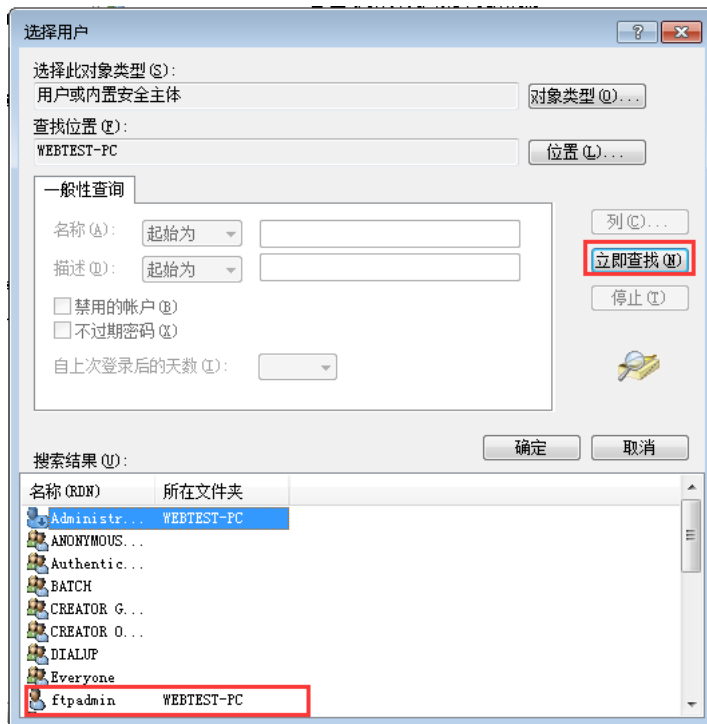 选择用户
选择此对象类型(S):
用户或内置安全主体
对象类型(O)...
查找位置(F):
WEBTEST-PC
位置(L)...
一般性查询
名称(A):
起始为
列(C)...
描述(D):
起始为
立即查找(N)
禁用的帐户(B)
停止(T)
不过期密码(X)
自上次登录后的天数(I):
确定
取消
搜索结果(U):
名称(RDN) 所在文件夹
Administr... WEBTEST-PC
ANONYMOUS...
Authentic...
BATCH
CREATOR G...
CREATOR O...
DIALUP
Everyone
ftpadmin WEBTEST-PC